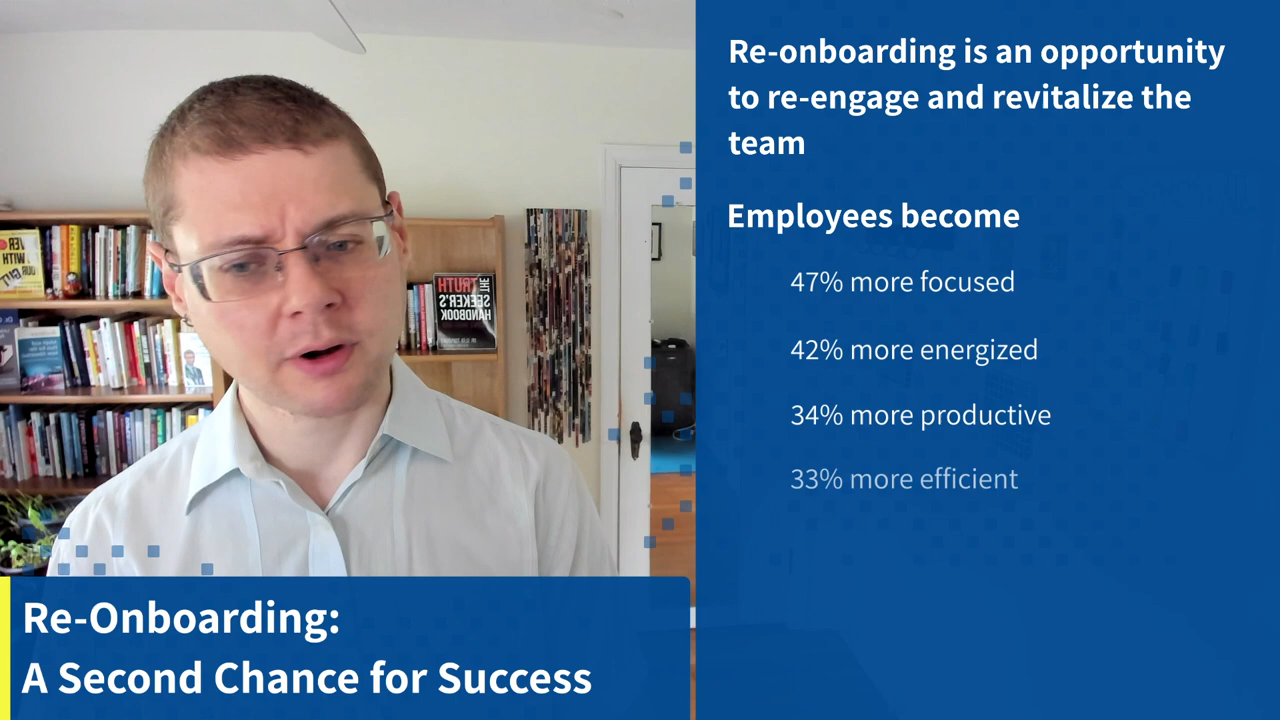 Re-onboarding is an opportunity
to re-engage and revitalize the
team
Employees become
47% more focused
42% more energized
34% more productive
33% more efficient
TRUTH
THE
SEEKER'S
HANDBOOK
Re-Onboarding:
A Second Chance for Success